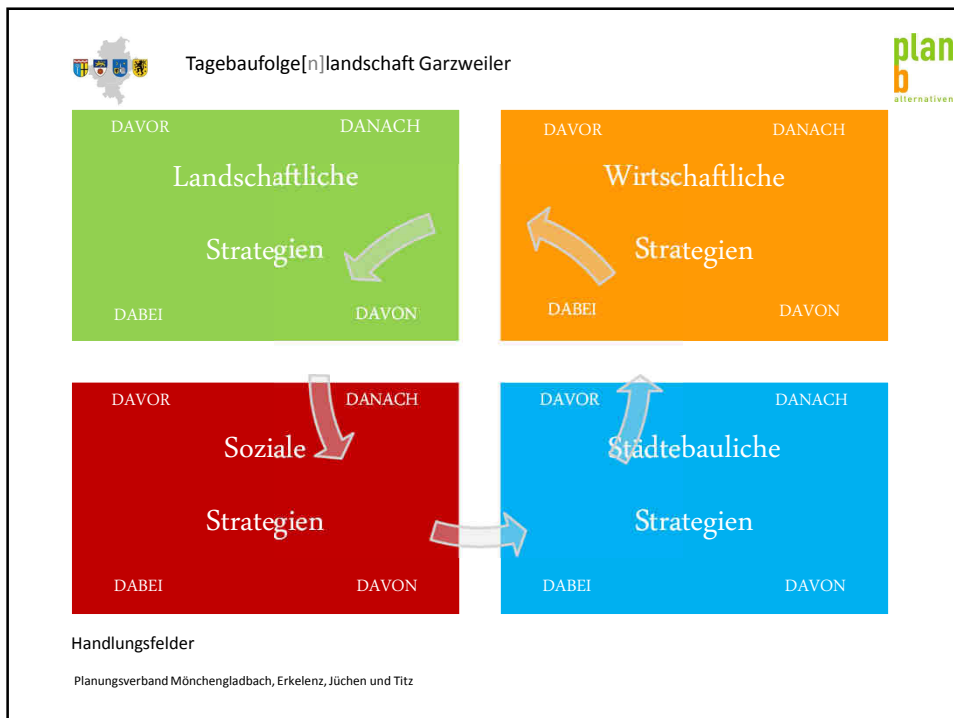 Tagebaufolge[n]landschaft Garzweiler
plan
b
alternativen
DAVOR DANACH
Landschaftliche
Strategien
DABEI DAVON
DAVOR DANACH
Wirtschaftliche
Strategien
DABEI DAVON
DAVOR DANACH
Soziale
Strategien
DABEI DAVON
DAVOR DANACH
Städtebauliche
Strategien
DABEI DAVON
Handlungsfelder
Planungsverband Mönchengladbach, Erkelenz, Jüchen und Titz